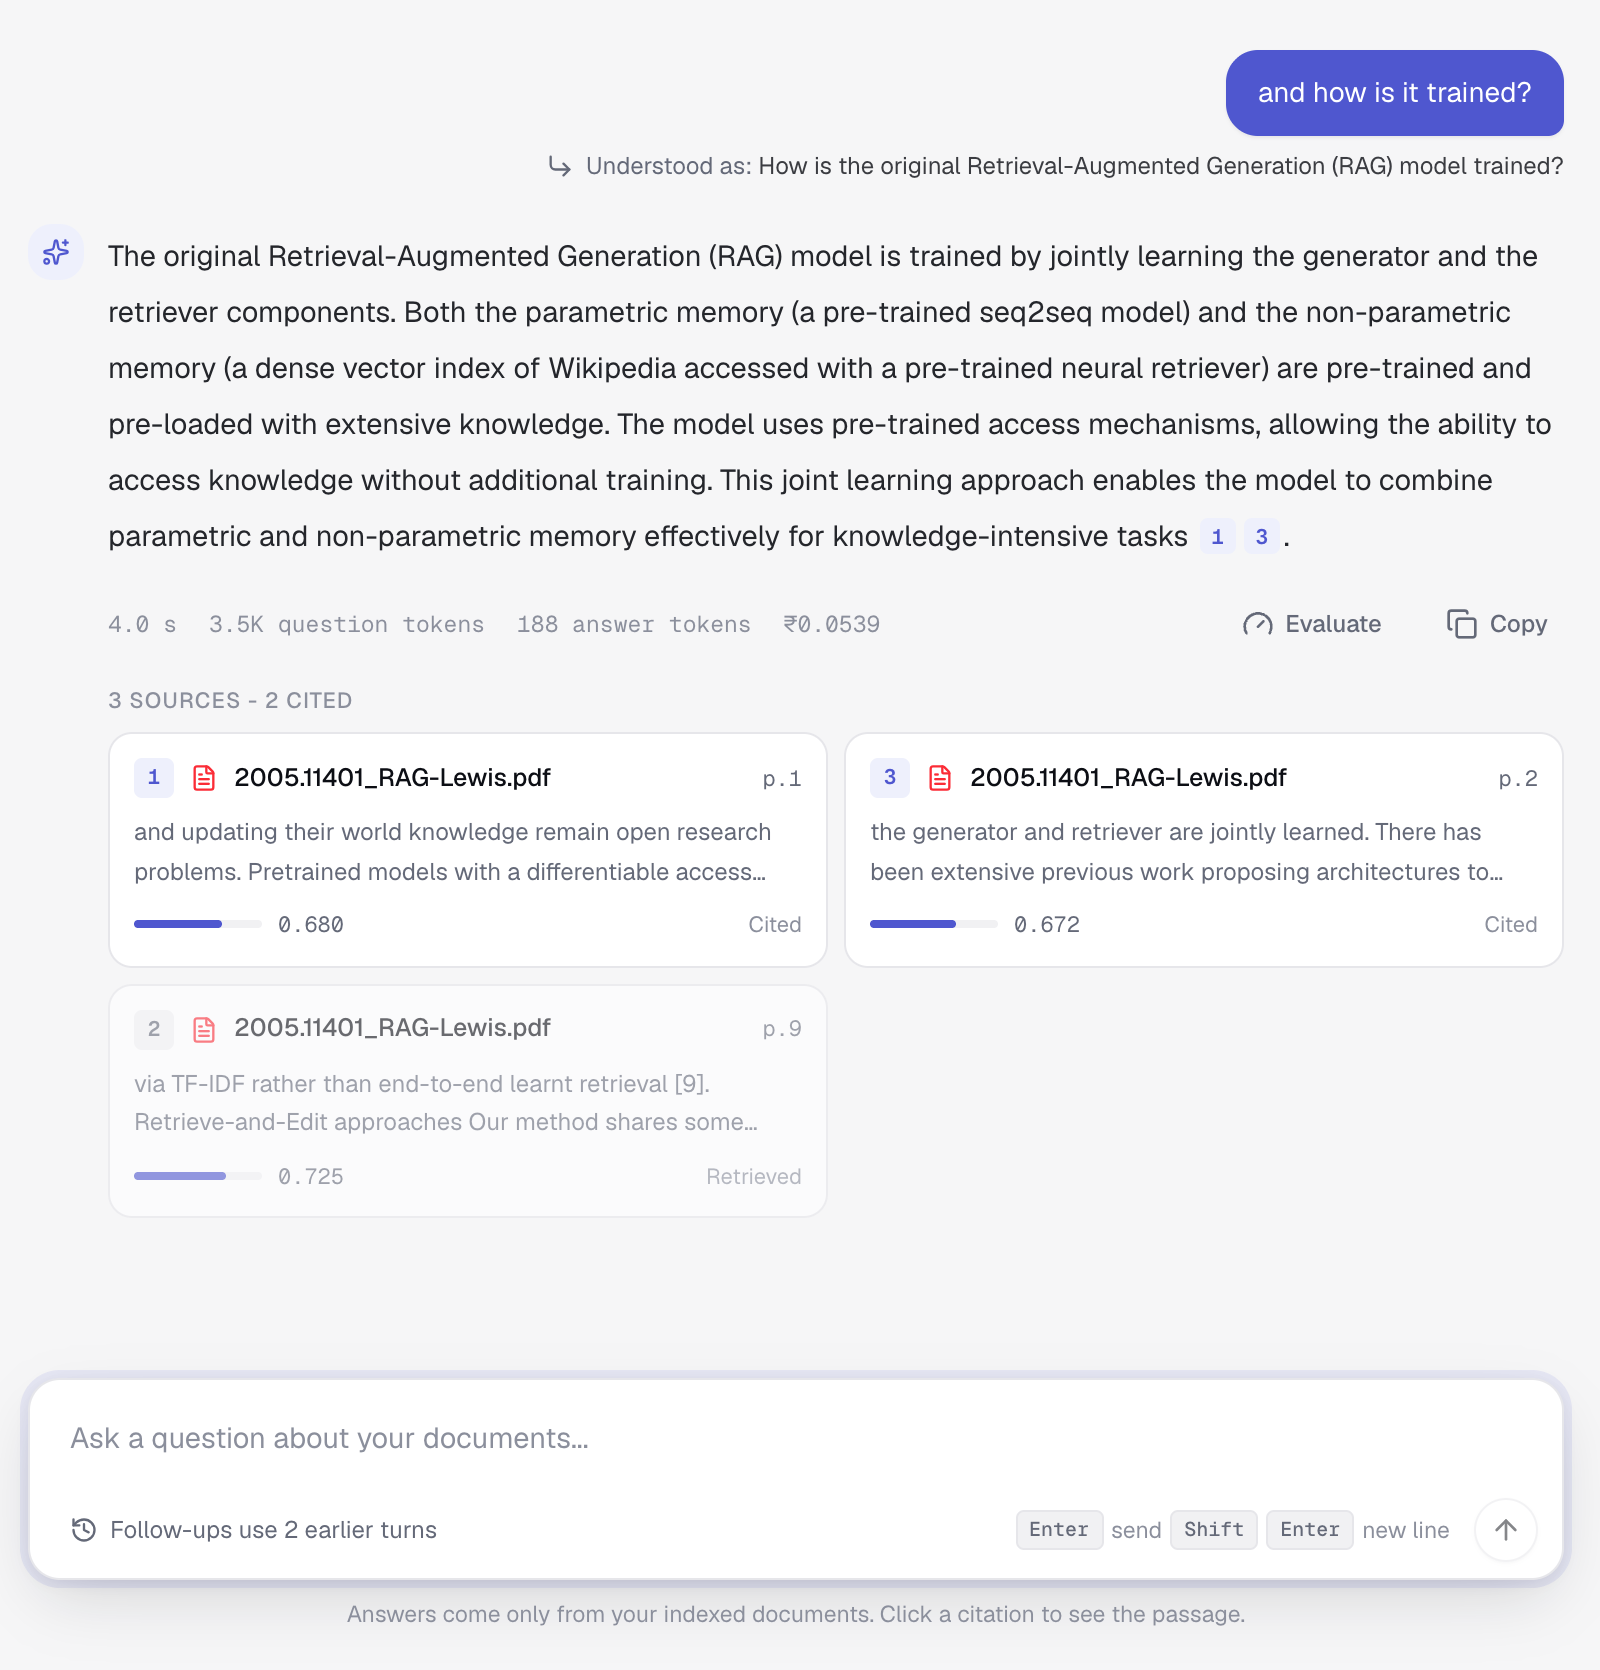 and how is it trained?
Understood as: How is the original Retrieval-Augmented Generation (RAG) model trained?
The original Retrieval-Augmented Generation (RAG) model is trained by jointly learning the generator and the
retriever components. Both the parametric memory (a pre-trained seq2seq model) and the non-parametric
memory (a dense vector index of Wikipedia accessed with a pre-trained neural retriever) are pre-trained and
pre-loaded with extensive knowledge. The model uses pre-trained access mechanisms, allowing the ability to
access knowledge without additional training. This joint learning approach enables the model to combine
parametric and non-parametric memory effectively for knowledge-intensive tasks 1 3 .
4.0 s 3.5K question tokens 188 answer tokens ₹0.0539 Evaluate Copy
3 SOURCES - 2 CITED
1 2005.11401_RAG-Lewis.pdf p.1
and updating their world knowledge remain open research
problems. Pretrained models with a differentiable access…
0.680 Cited
3 2005.11401_RAG-Lewis.pdf p.2
the generator and retriever are jointly learned. There has
been extensive previous work proposing architectures to…
0.672 Cited
2 2005.11401_RAG-Lewis.pdf p.9
via TF-IDF rather than end-to-end learnt retrieval [9].
Retrieve-and-Edit approaches Our method shares some…
0.725 Retrieved
Ask a question about your documents…
Follow-ups use 2 earlier turns Enter send Shift Enter new line
Answers come only from your indexed documents. Click a citation to see the passage.